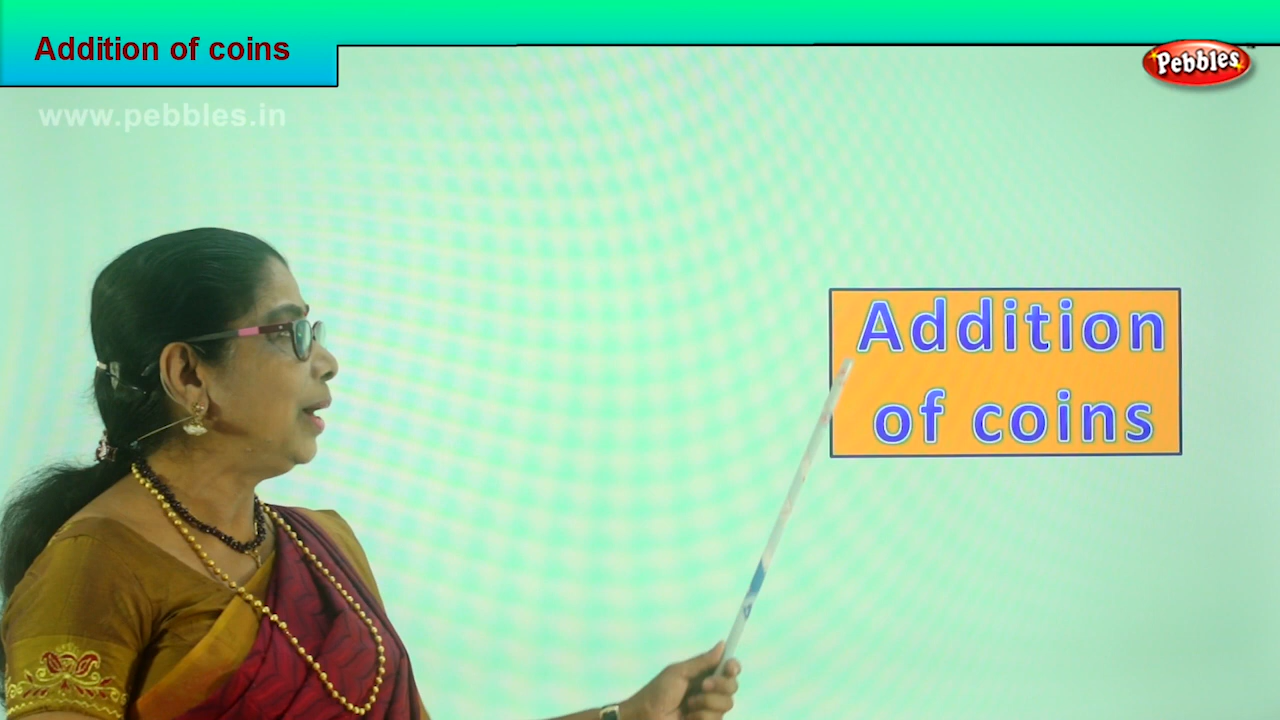 Addition of coins
Pebbles
www.pebbles.in
Addition
of coins